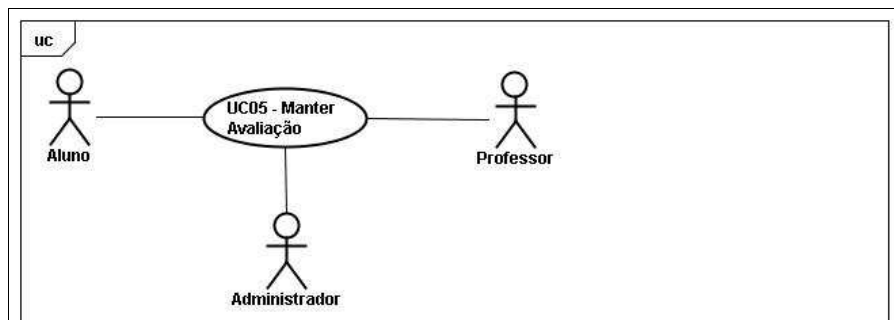 uc
UC05 - Manter
Avaliação
Aluno
Professor
Administrador